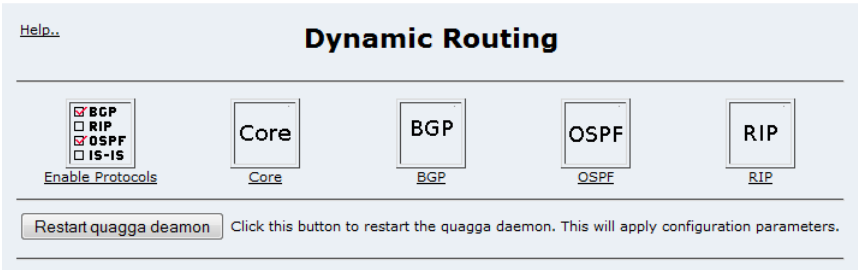 Help..
Dynamic Routing
BGP
RIP
OSPF
IS-IS
Core
BGP
OSPF
RIP
Enable Protocols
Core
BGP
OSPF
RIP
Restart quagga deamon
Click this button to restart the quagga daemon. This will apply configuration parameters.